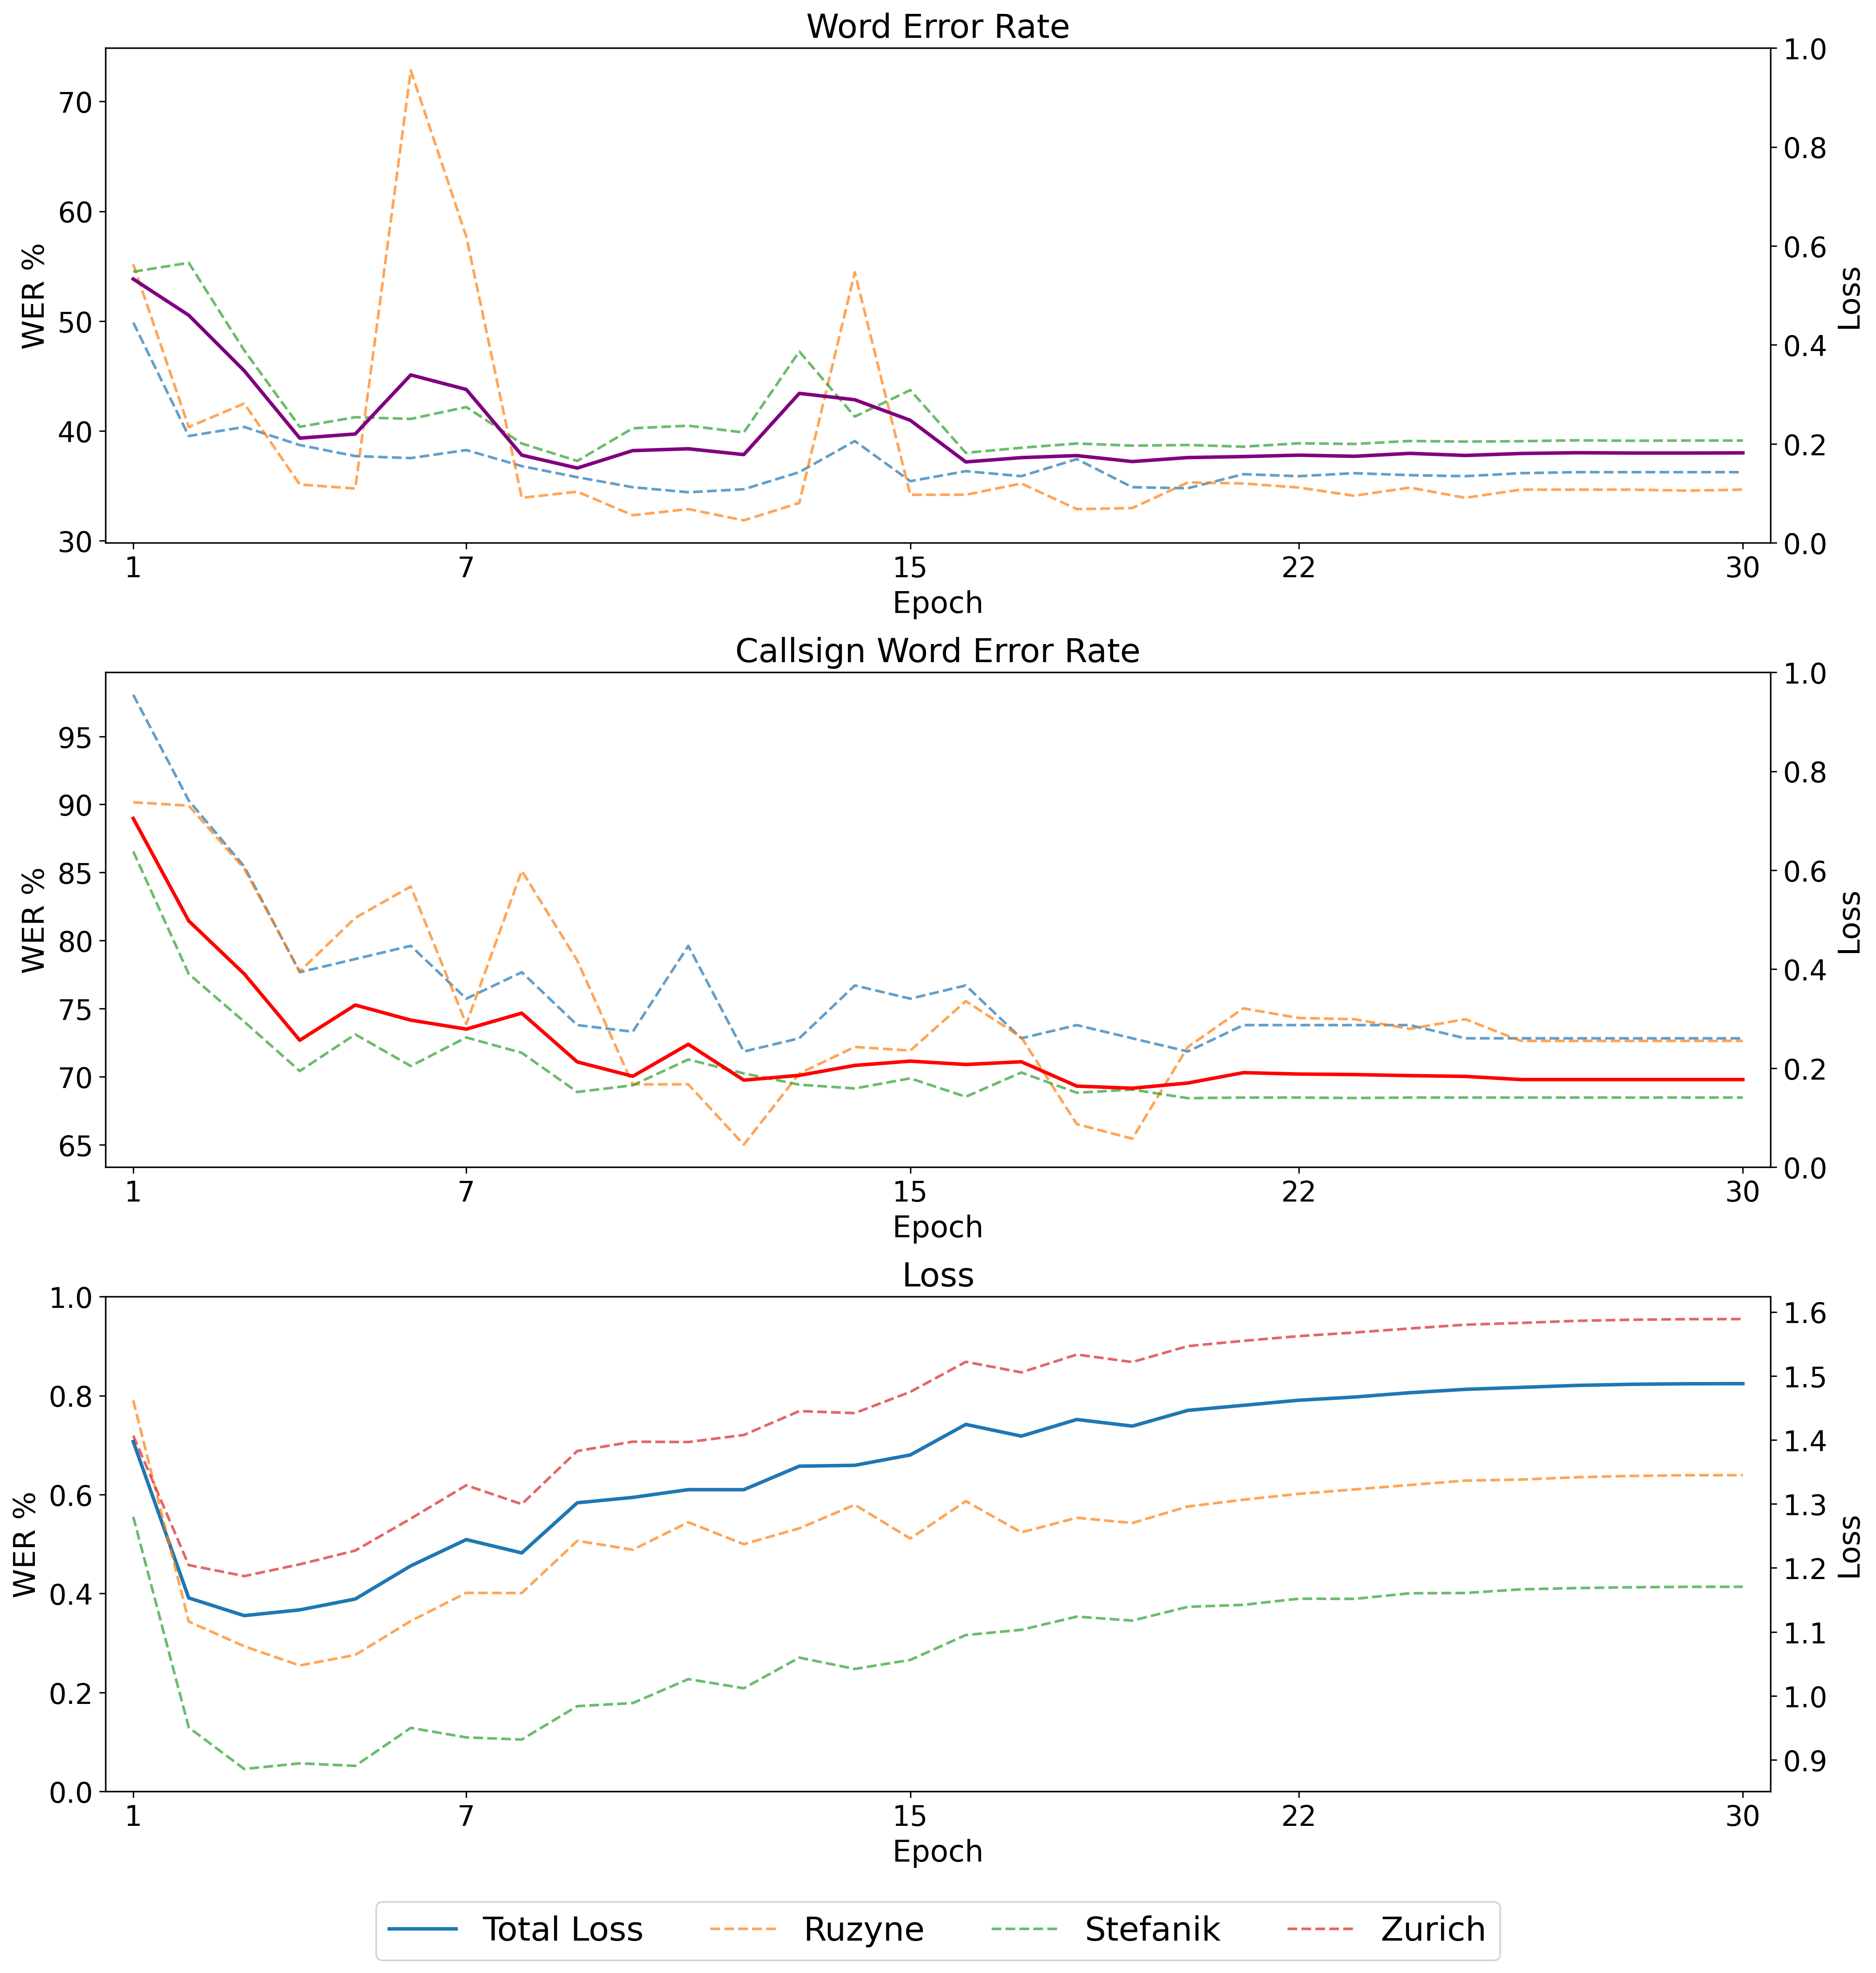 Word Error Rate
WER %
70
60
50
40
30
1.0
0.8
0.6
0.4
0.2
0.0
Loss
1 7 15 22 30
Epoch
Callsign Word Error Rate
WER %
95
90
85
80
75
70
65
1.0
0.8
0.6
0.4
0.2
0.0
Loss
1 7 15 22 30
Epoch
Loss
WER %
1.0
0.8
0.6
0.4
0.2
0.0
1.6
1.5
1.4
1.3
1.2
1.1
1.0
0.9
Loss
1 7 15 22 30
Epoch
Total Loss Ruzyne Stefanik Zurich